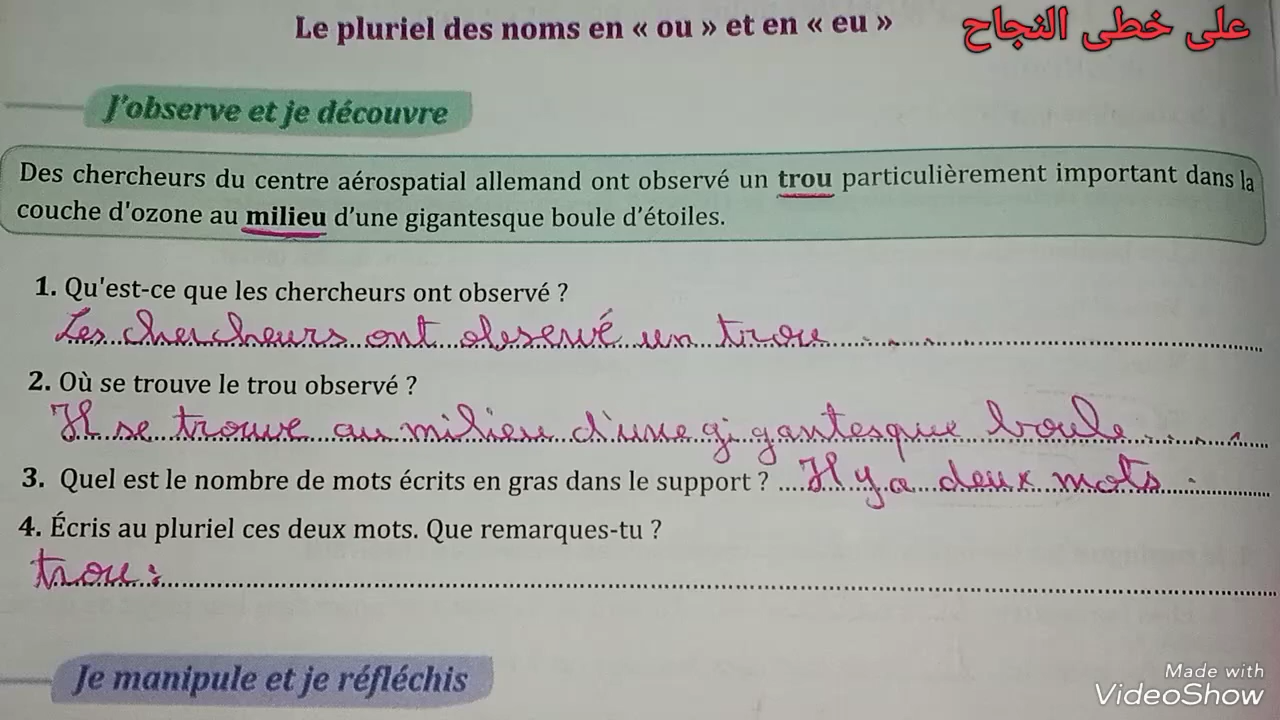 Le pluriel des noms en « ou » et en « eu »
على خطى النجاح
J'observe et je découvre
Des chercheurs du centre aérospatial allemand ont observé un trou particulièrement important dans la
couche d'ozone au milieu d'une gigantesque boule d'étoiles.
1. Qu'est-ce que les chercheurs ont observé ?
Les chercheurs ont observé un trou
2. Où se trouve le trou observé ?
Il se trouve au milieu d'une gigantesque boule
3. Quel est le nombre de mots écrits en gras dans le support ? Il y a deux mots.
4. Écris au pluriel ces deux mots. Que remarques-tu ?
trou :
Je manipule et je réfléchis
Made with
VideoShow